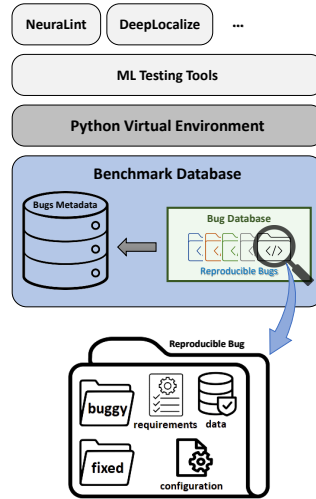 NeuraLint
DeepLocalize
...
ML Testing Tools
Python Virtual Environment
Benchmark Database
Bugs Metadata
Bug Database
</>
Reproducible Bugs
Reproducible Bug
buggy
requirements
data
fixed
configuration